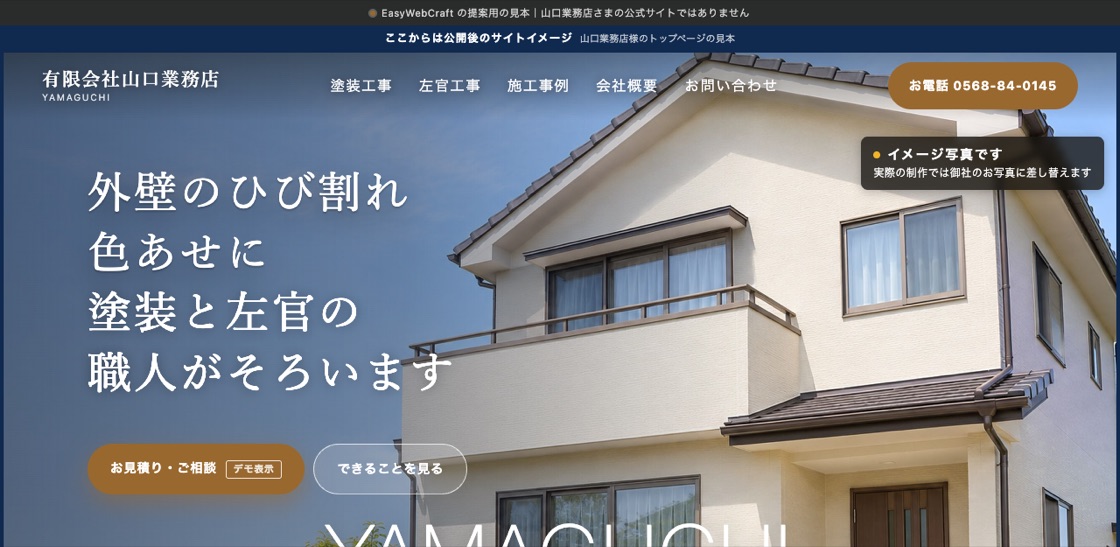 EasyWebCraft の提案用の見本｜山口業務店さまの公式サイトではありません
ここからは公開後のサイトイメージ 山口業務店様のトップページの見本
有限会社山口業務店
YAMAGUCHI
塗装工事 左官工事 施工事例 会社概要 お問い合わせ
お電話 0568-84-0145
イメージ写真です
実際の制作では御社のお写真に差し替えます
外壁のひび割れ
色あせに
塗装と左官の
職人がそろいます
お見積り・ご相談 デモ表示
できることを見る
YAMAGUCHI